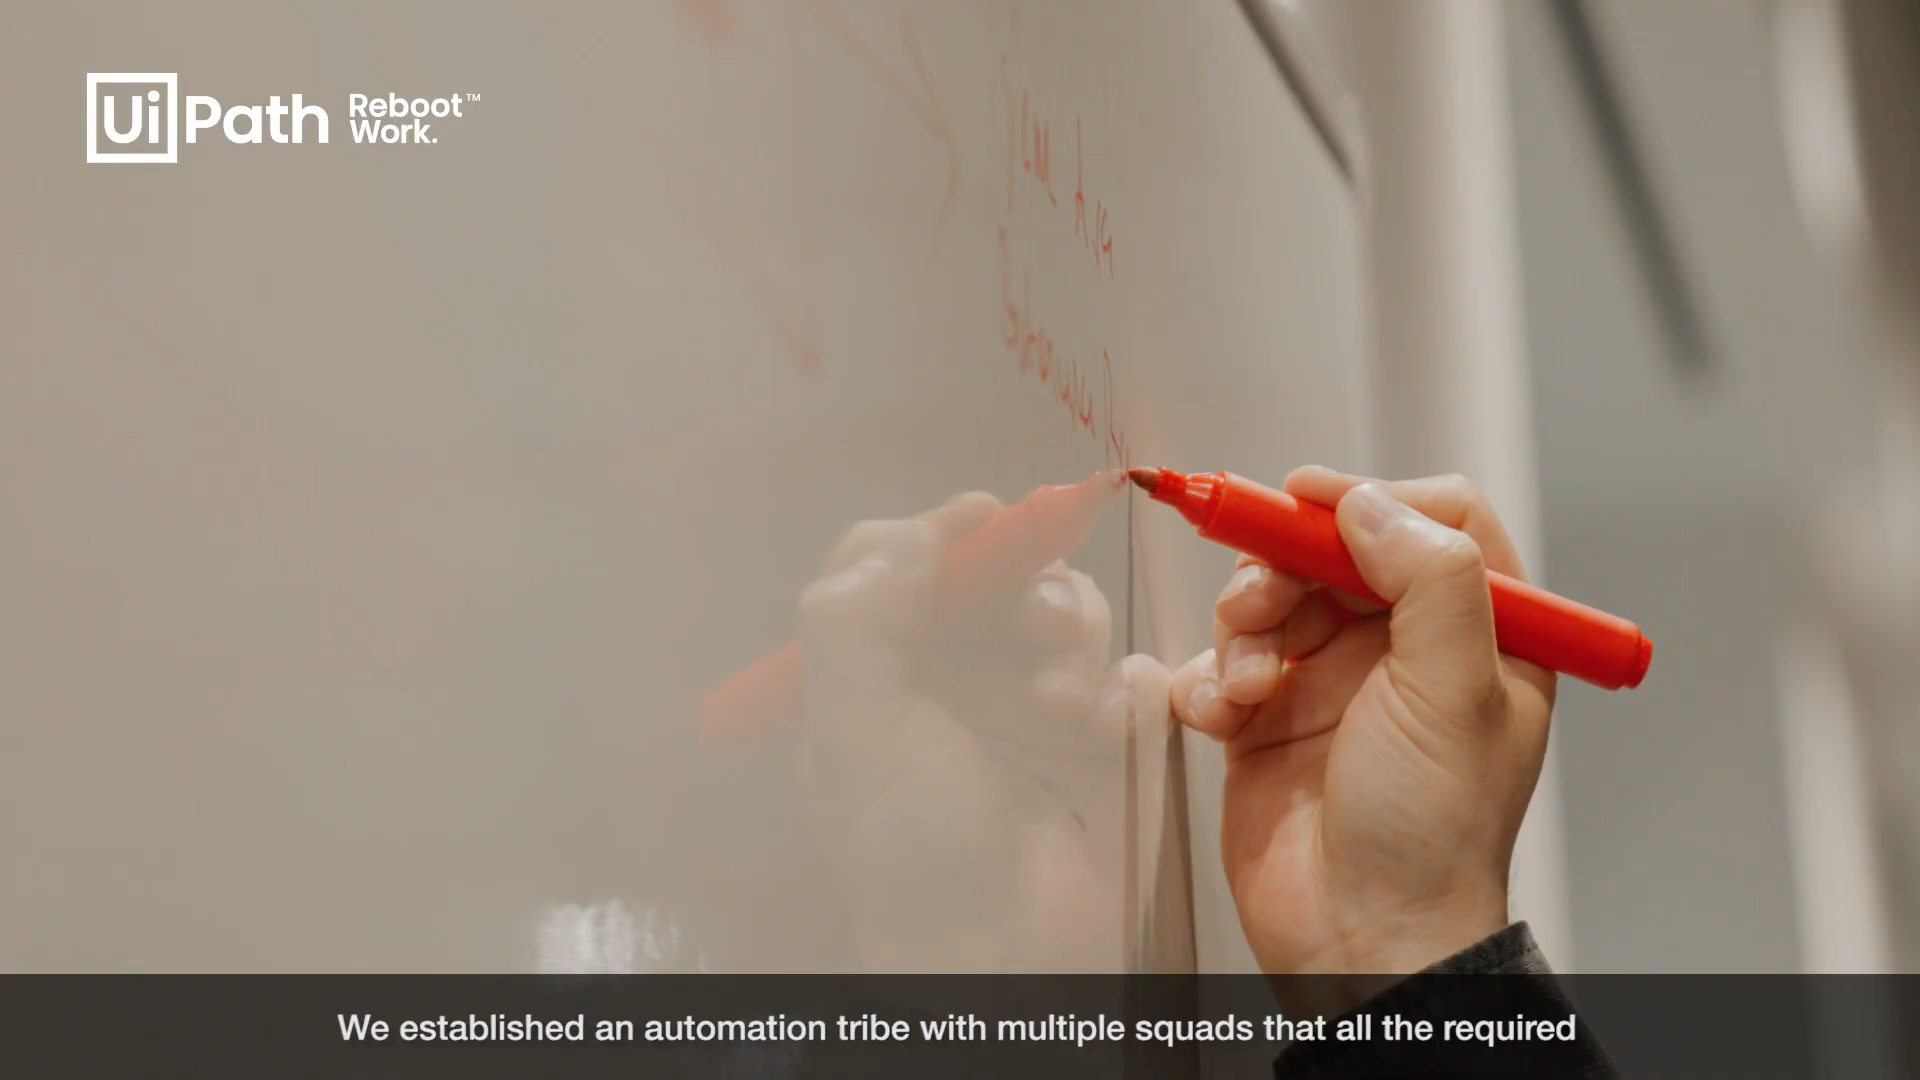 UiPath Reboot™
Work.
We established an automation tribe with multiple squads that all the required